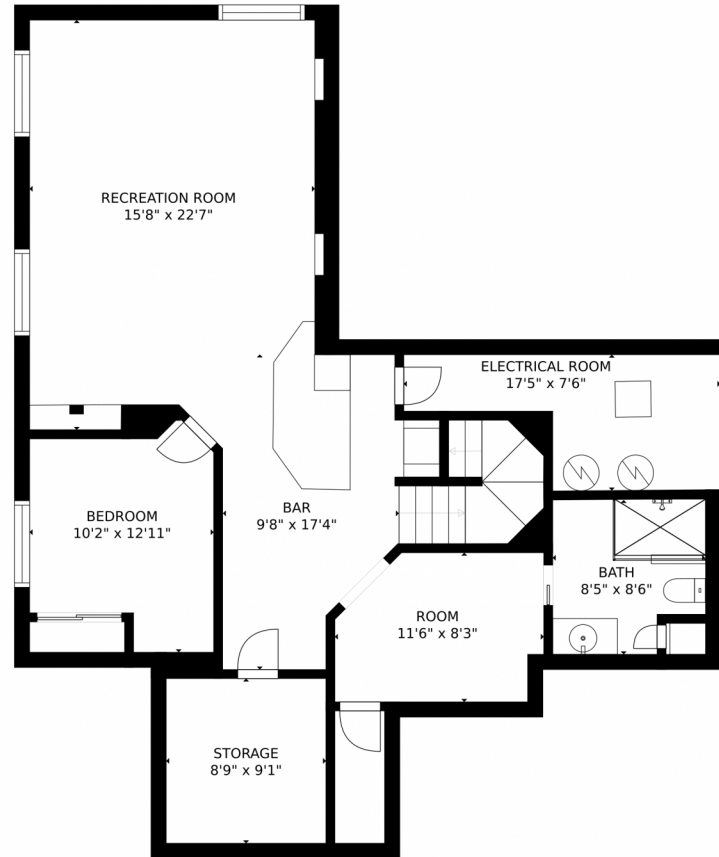 RECREATION ROOM
15'8" x 22'7"
ELECTRICAL ROOM
17'5" x 7'6"
BEDROOM
10'2" x 12'11"
BAR
9'8" x 17'4"
BATH
8'5" x 8'6"
ROOM
11'6" x 8'3"
STORAGE
8'9" x 9'1"